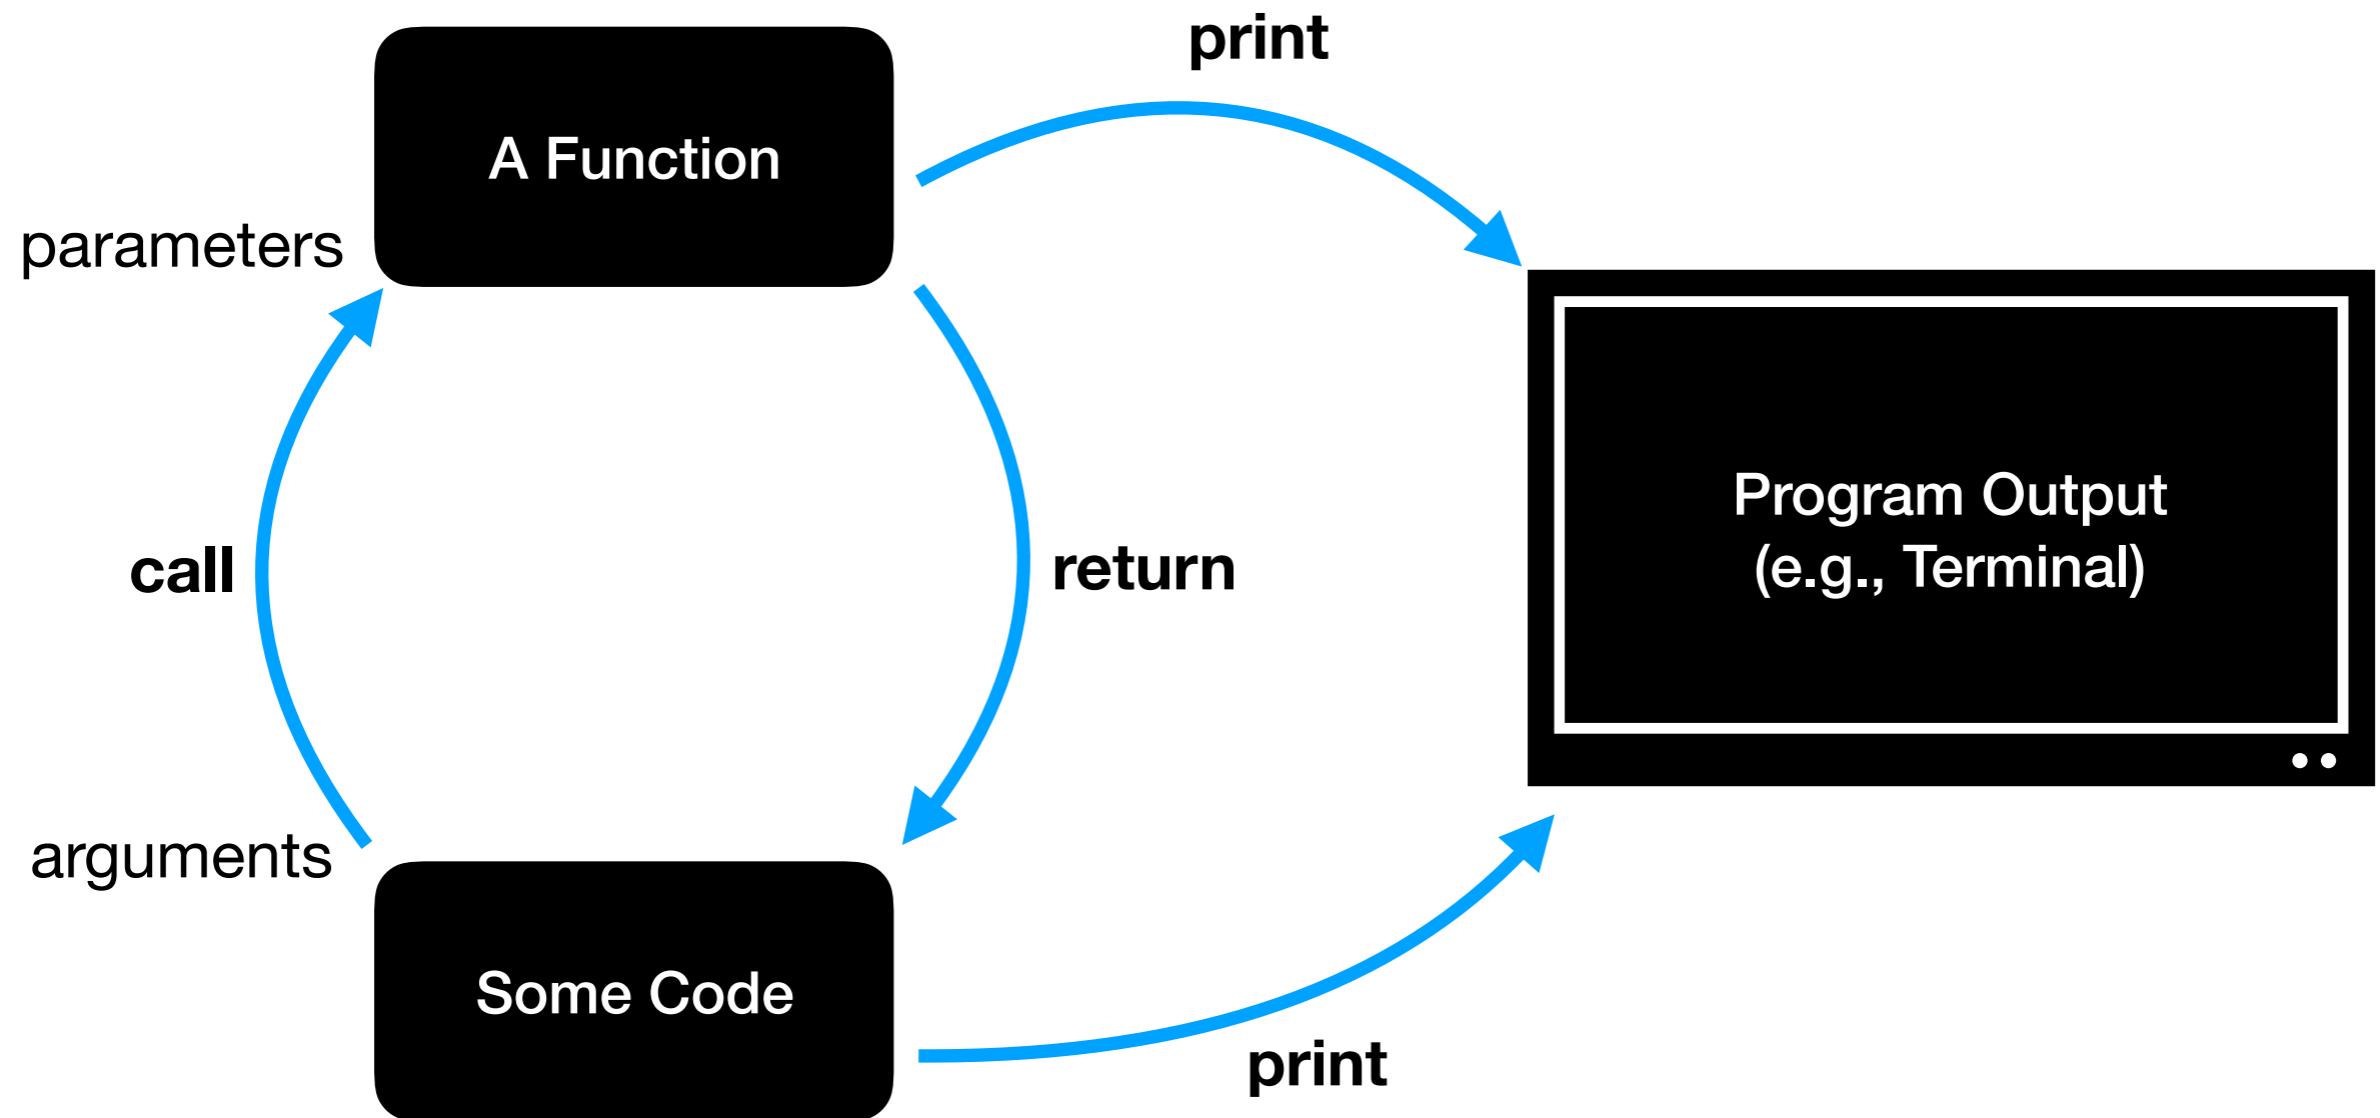 print
A Function
parameters
call
return
Program Output
(e.g., Terminal)
arguments
Some Code
print